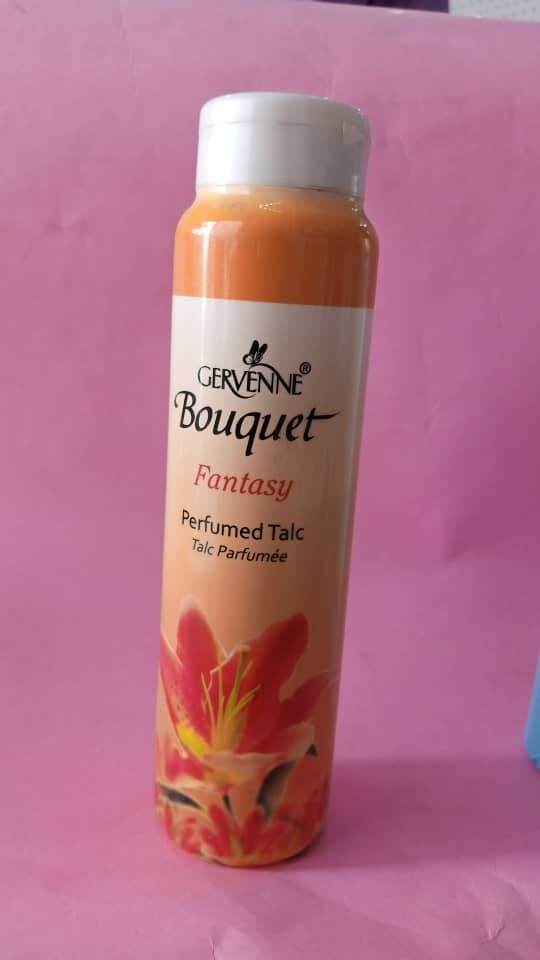 GERVENNE®
Bouquet
Fantasy
Perfumed Talc
Talc Parfumée